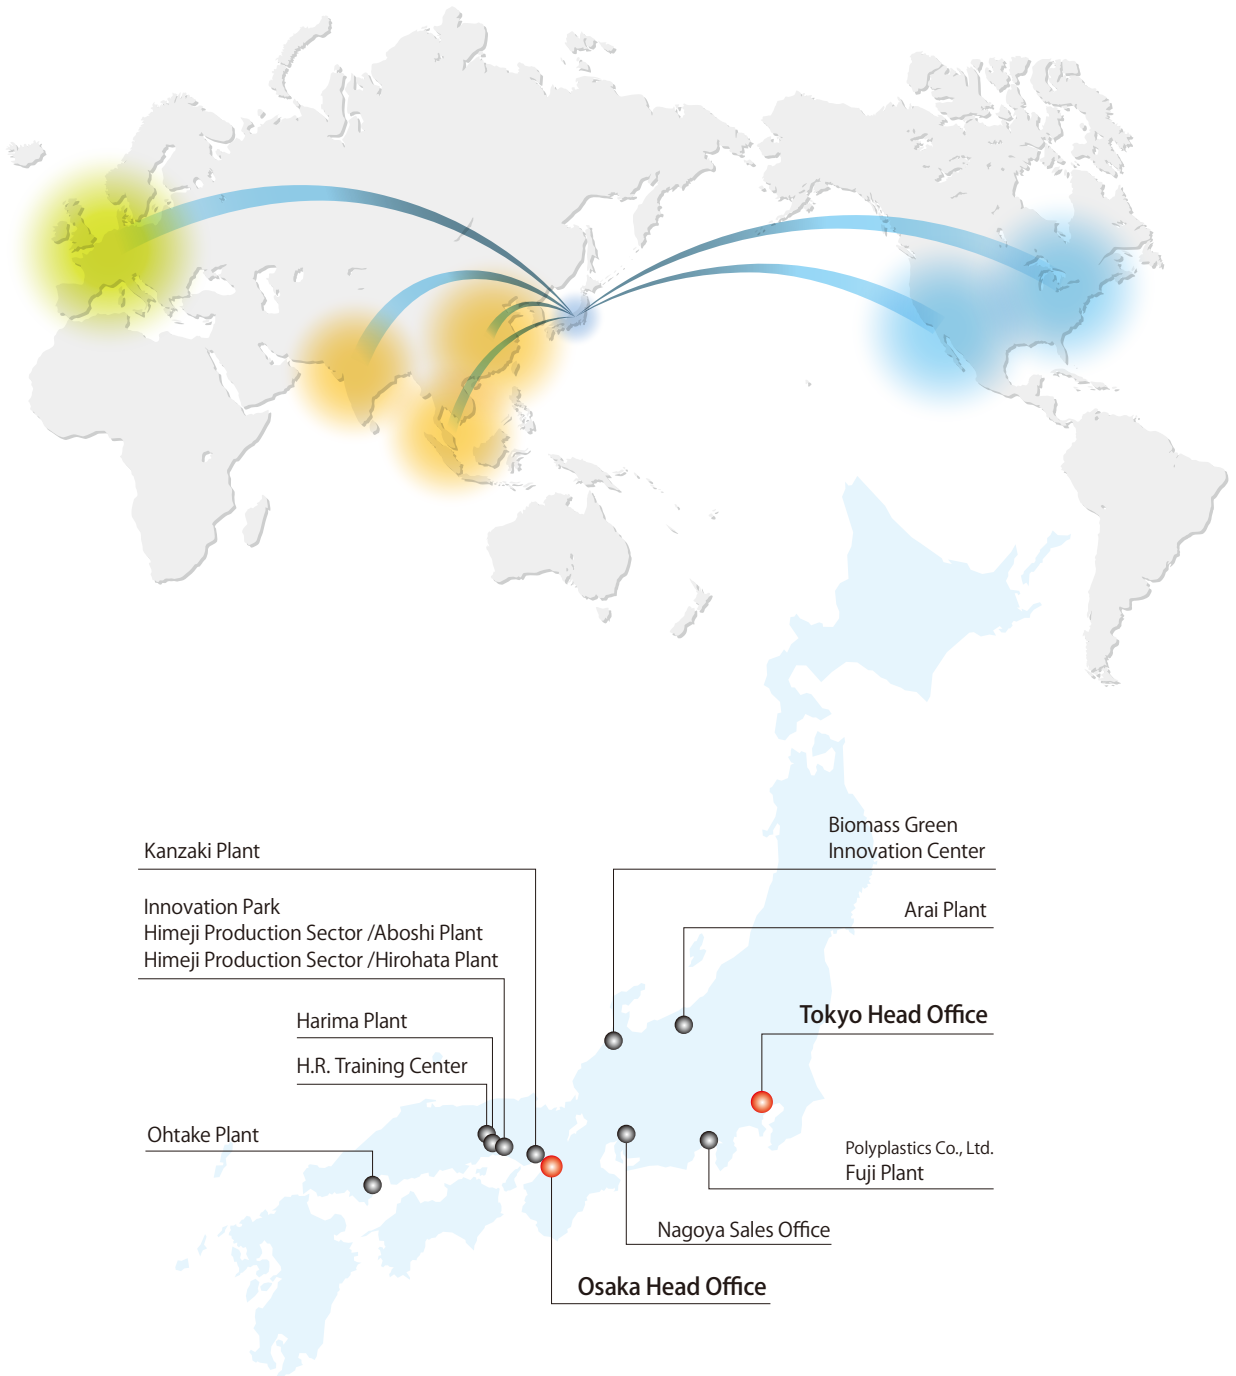 Kanzaki Plant
Innovation Park
Himeji Production Sector /Aboshi Plant
Himeji Production Sector /Hirohata Plant
Harima Plant
H.R. Training Center
Ohtake Plant
Biomass Green
Innovation Center
Arai Plant
Tokyo Head Office
Polyplastics Co., Ltd.
Fuji Plant
Nagoya Sales Office
Osaka Head Office